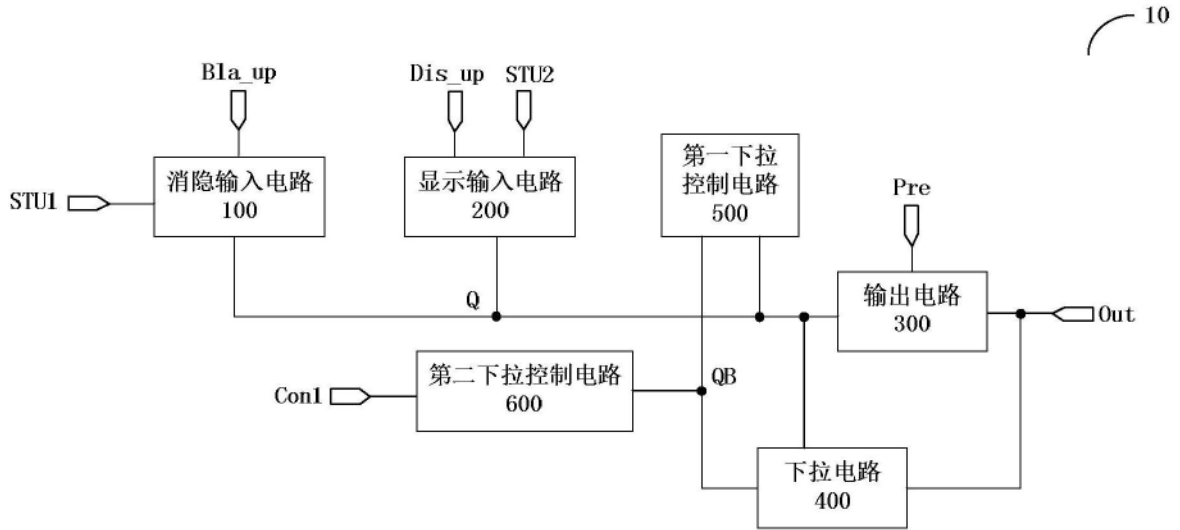 10
Bla_up
Dis_up
STU2
STU1
消隐输入电路
100
显示输入电路
200
第一下拉
控制电路
500
Pre
Q
输出电路
300
Out
Con1
第二下拉控制电路
600
QB
下拉电路
400